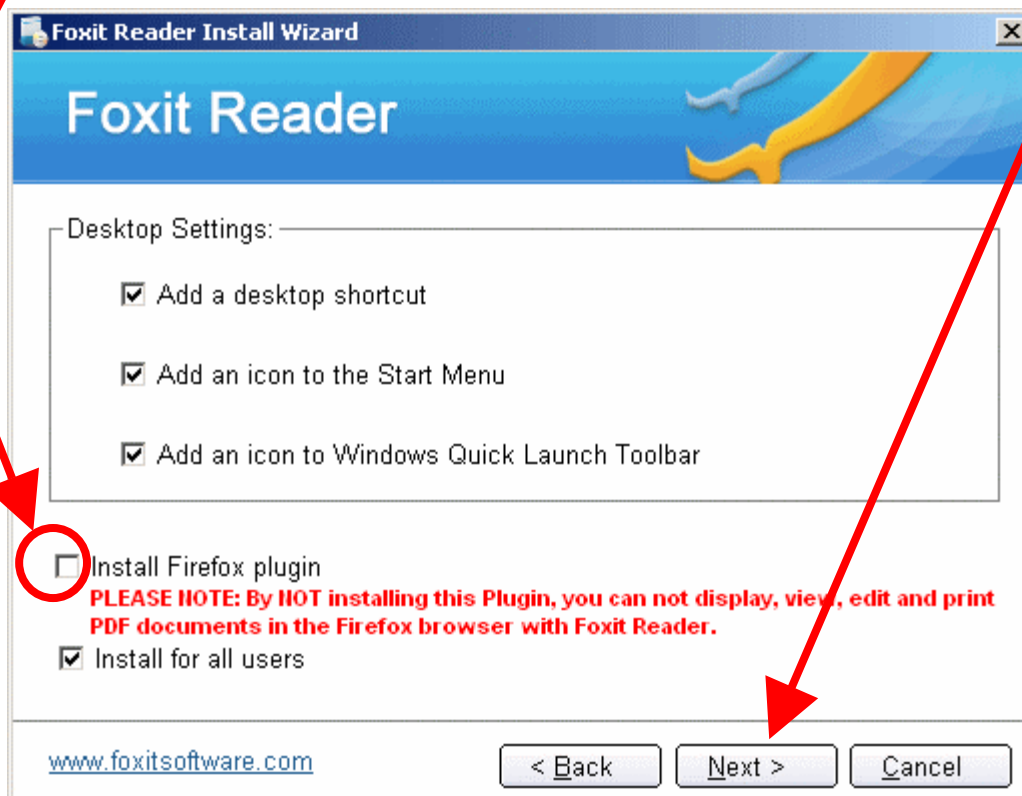 Foxit Reader Install Wizard
Foxit Reader
Desktop Settings:
Add a desktop shortcut
Add an icon to the Start Menu
Add an icon to Windows Quick Launch Toolbar
Install Firefox plugin
PLEASE NOTE: By NOT installing this Plugin, you can not display, view, edit and print
PDF documents in the Firefox browser with Foxit Reader.
Install for all users
www.foxitsoftware.com
< Back
Next >
Cancel